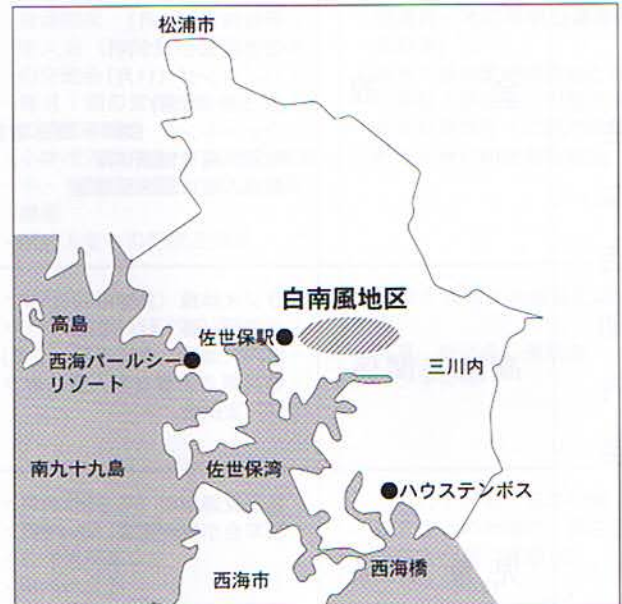 松浦市
白南風地区
高島
佐世保駅
西海パールシー
リゾート
三川内
南九十九島
佐世保湾
ハウステンボス
西海市
西海橋